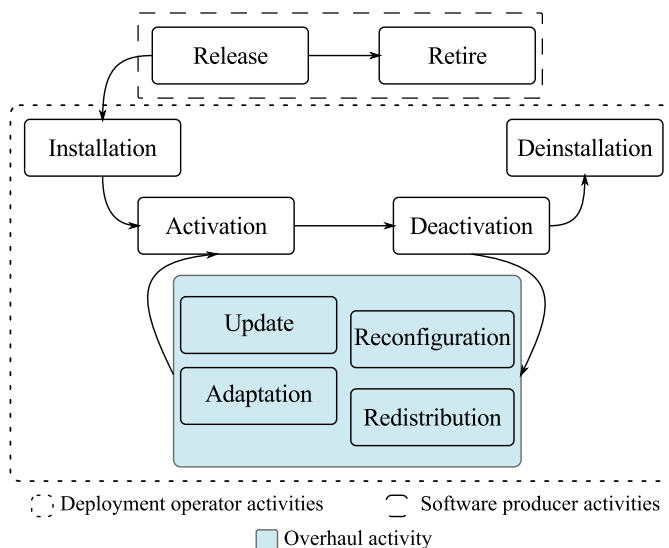 Release
Retire
Installation
Deinstallation
Activation
Deactivation
Update
Reconfiguration
Adaptation
Redistribution
Deployment operator activities
Software producer activities
Overhaul activity